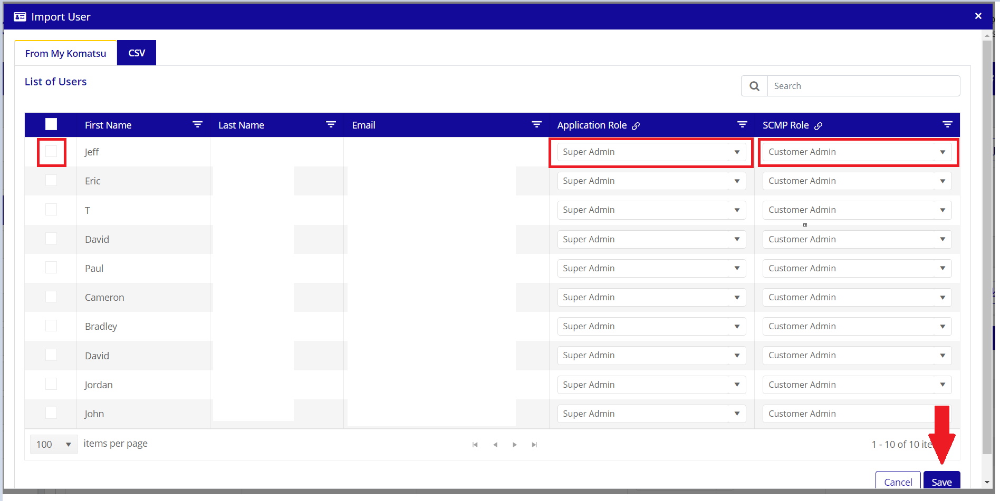 Import User
From My Komatsu CSV
List of Users
Search
First Name Last Name Email Application Role SCMP Role
Jeff Super Admin Customer Admin
Eric Super Admin Customer Admin
T Super Admin Customer Admin
David Super Admin Customer Admin
Paul Super Admin Customer Admin
Cameron Super Admin Customer Admin
Bradley Super Admin Customer Admin
David Super Admin Customer Admin
Jordan Super Admin Customer Admin
John Super Admin Customer Admin
100 items per page 1 - 10 of 10
Cancel Save